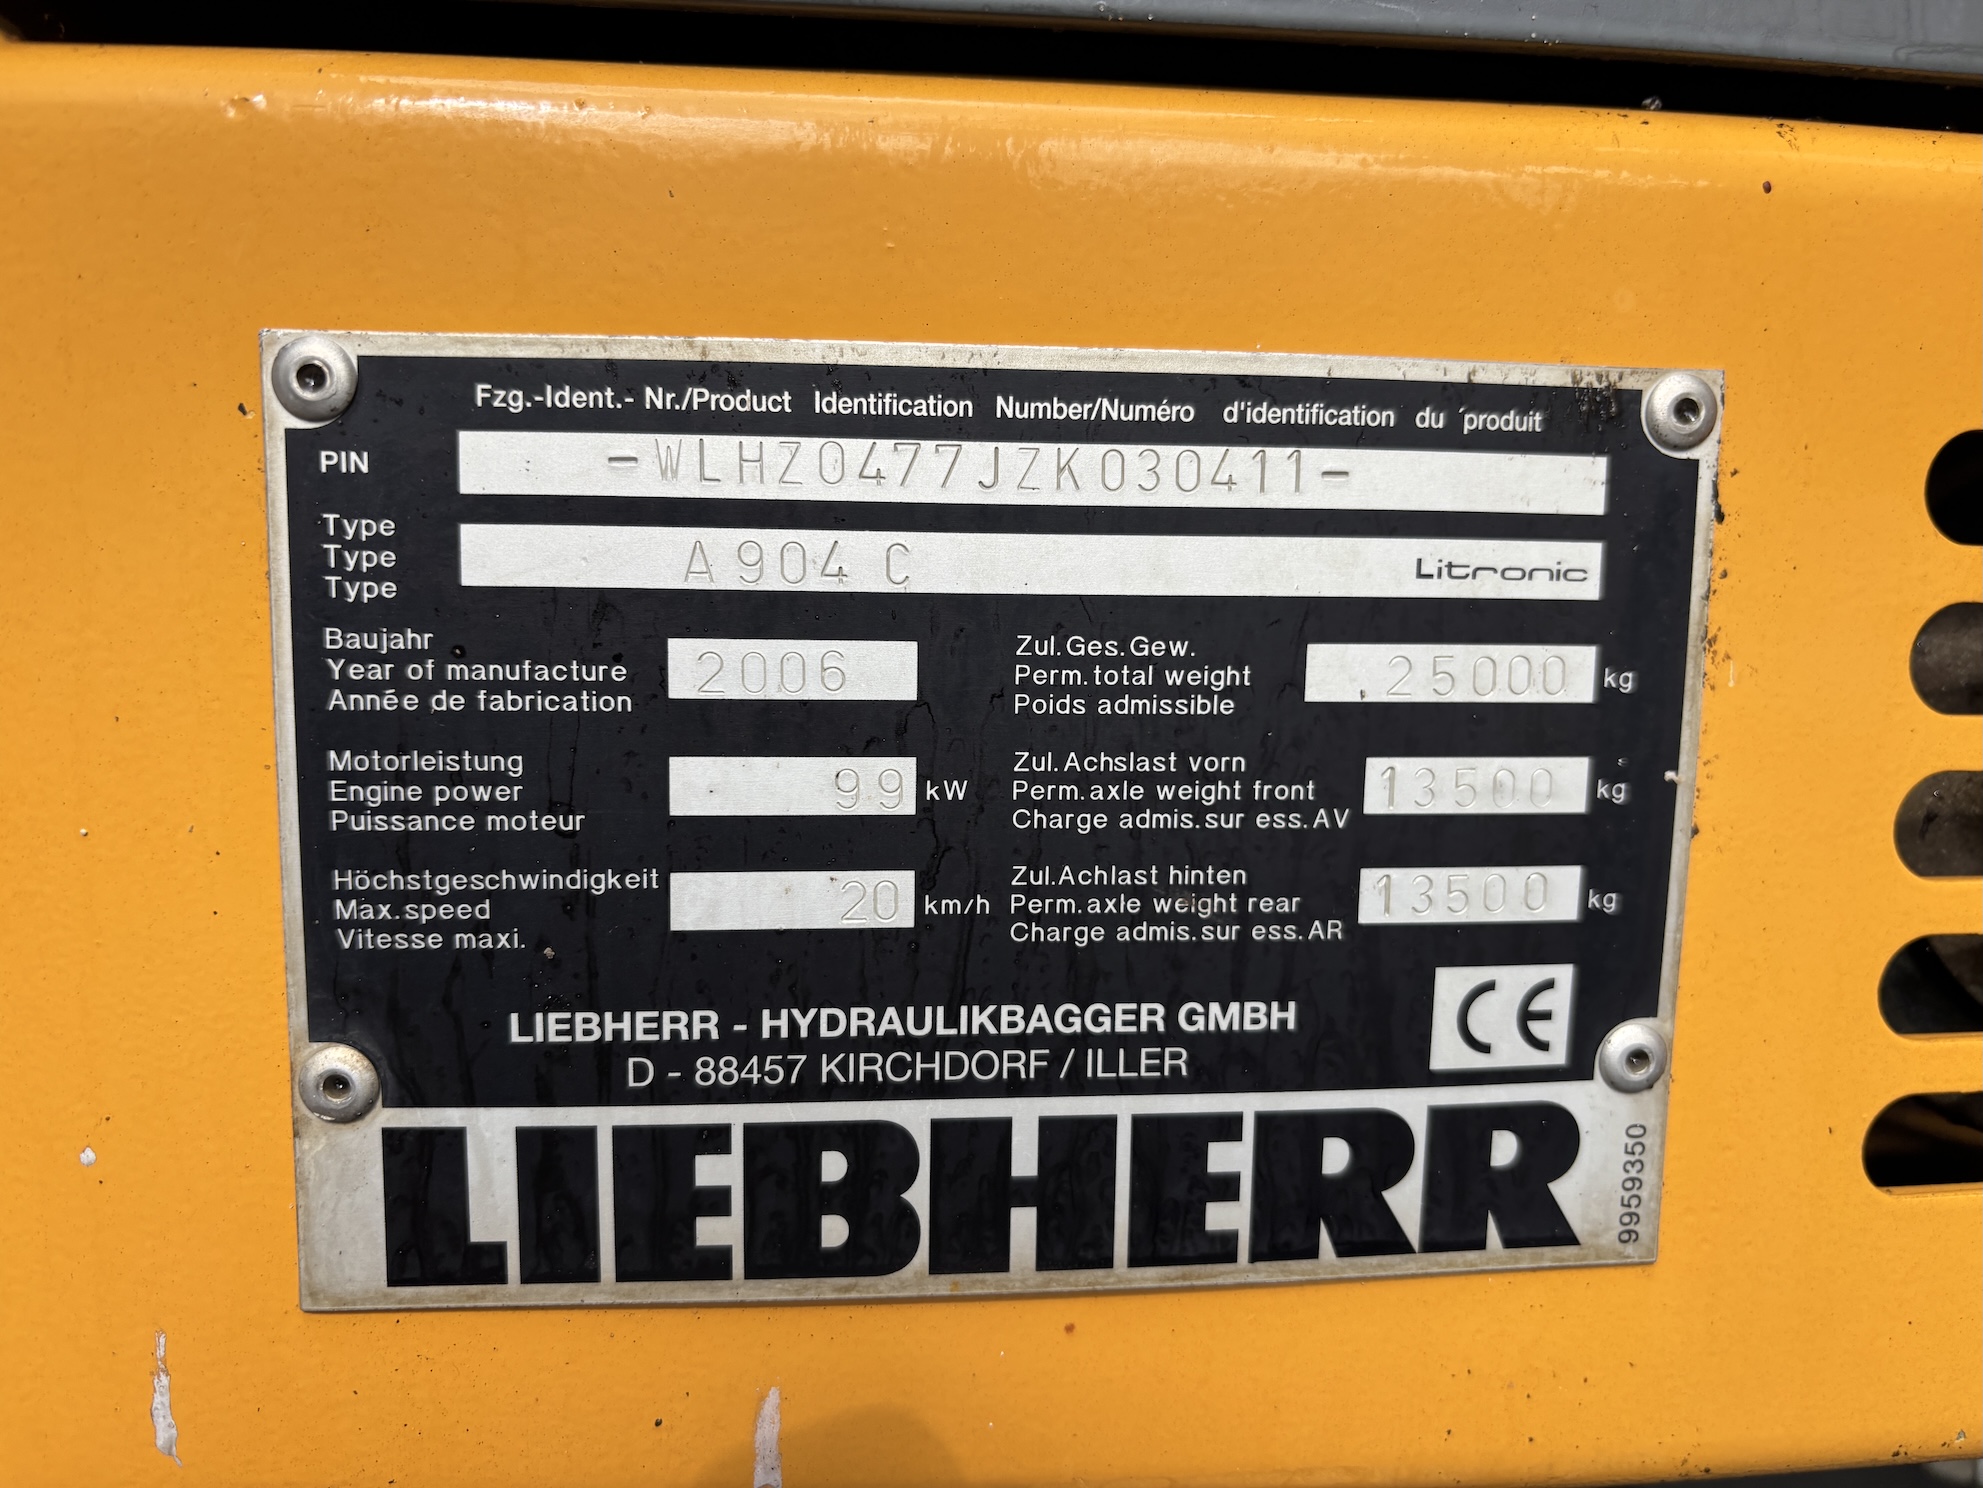 Fzg.-Ident.- Nr./Product Identification Number/Numéro d'identification du produit
PIN -WLHZ0477JZK030411-
Type
Type A904 C Litronic
Type
Baujahr
Year of manufacture 2006
Année de fabrication
Zul.Ges.Gew.
Perm.total weight 25000 kg
Poids admissible
Motorleistung
Engine power 99 kW
Puissance moteur
Zul.Achslast vorn
Perm.axle weight front 13500 kg
Charge admis.sur ess.AV
Höchstgeschwindigkeit
Max.speed 20 km/h
Vitesse maxi.
Zul.Achlast hinten
Perm.axle weight rear 13500 kg
Charge admis.sur ess.AR
LIEBHERR - HYDRAULIKBAGGER GMBH
D - 88457 KIRCHDORF / ILLER
CE
LIEBHERR
9959350